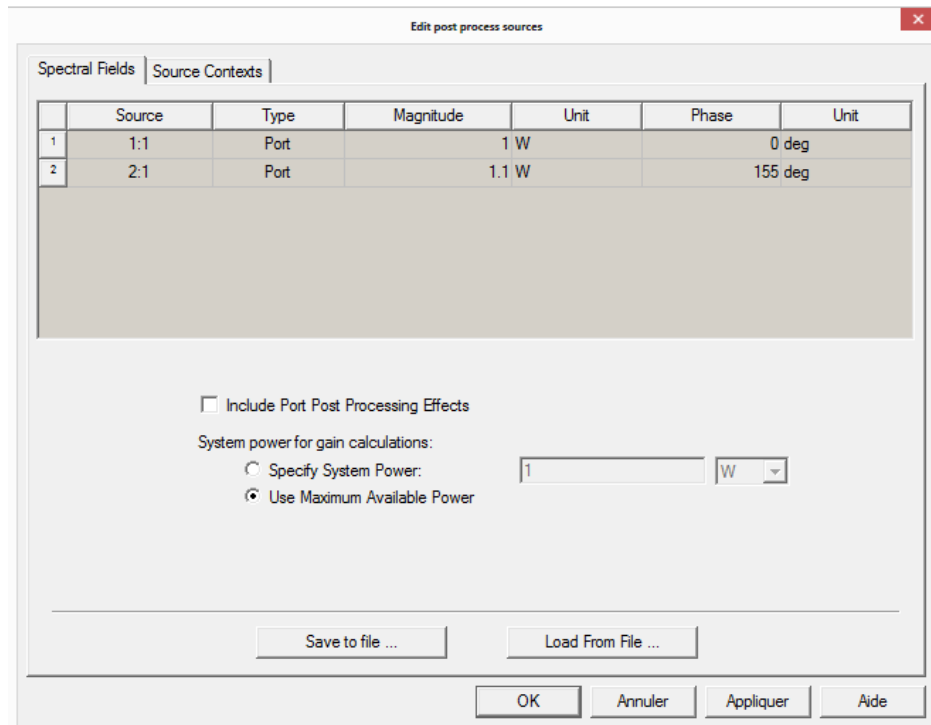 Edit post process sources
Spectral Fields Source Contexts
Source Type Magnitude Unit Phase Unit
1 1:1 Port 1 W 0 deg
2 2:1 Port 1.1 W 155 deg
Include Port Post Processing Effects
System power for gain calculations:
Specify System Power: 1 W
Use Maximum Available Power
Save to file ... Load From File ...
OK Annuler Appliquer Aide